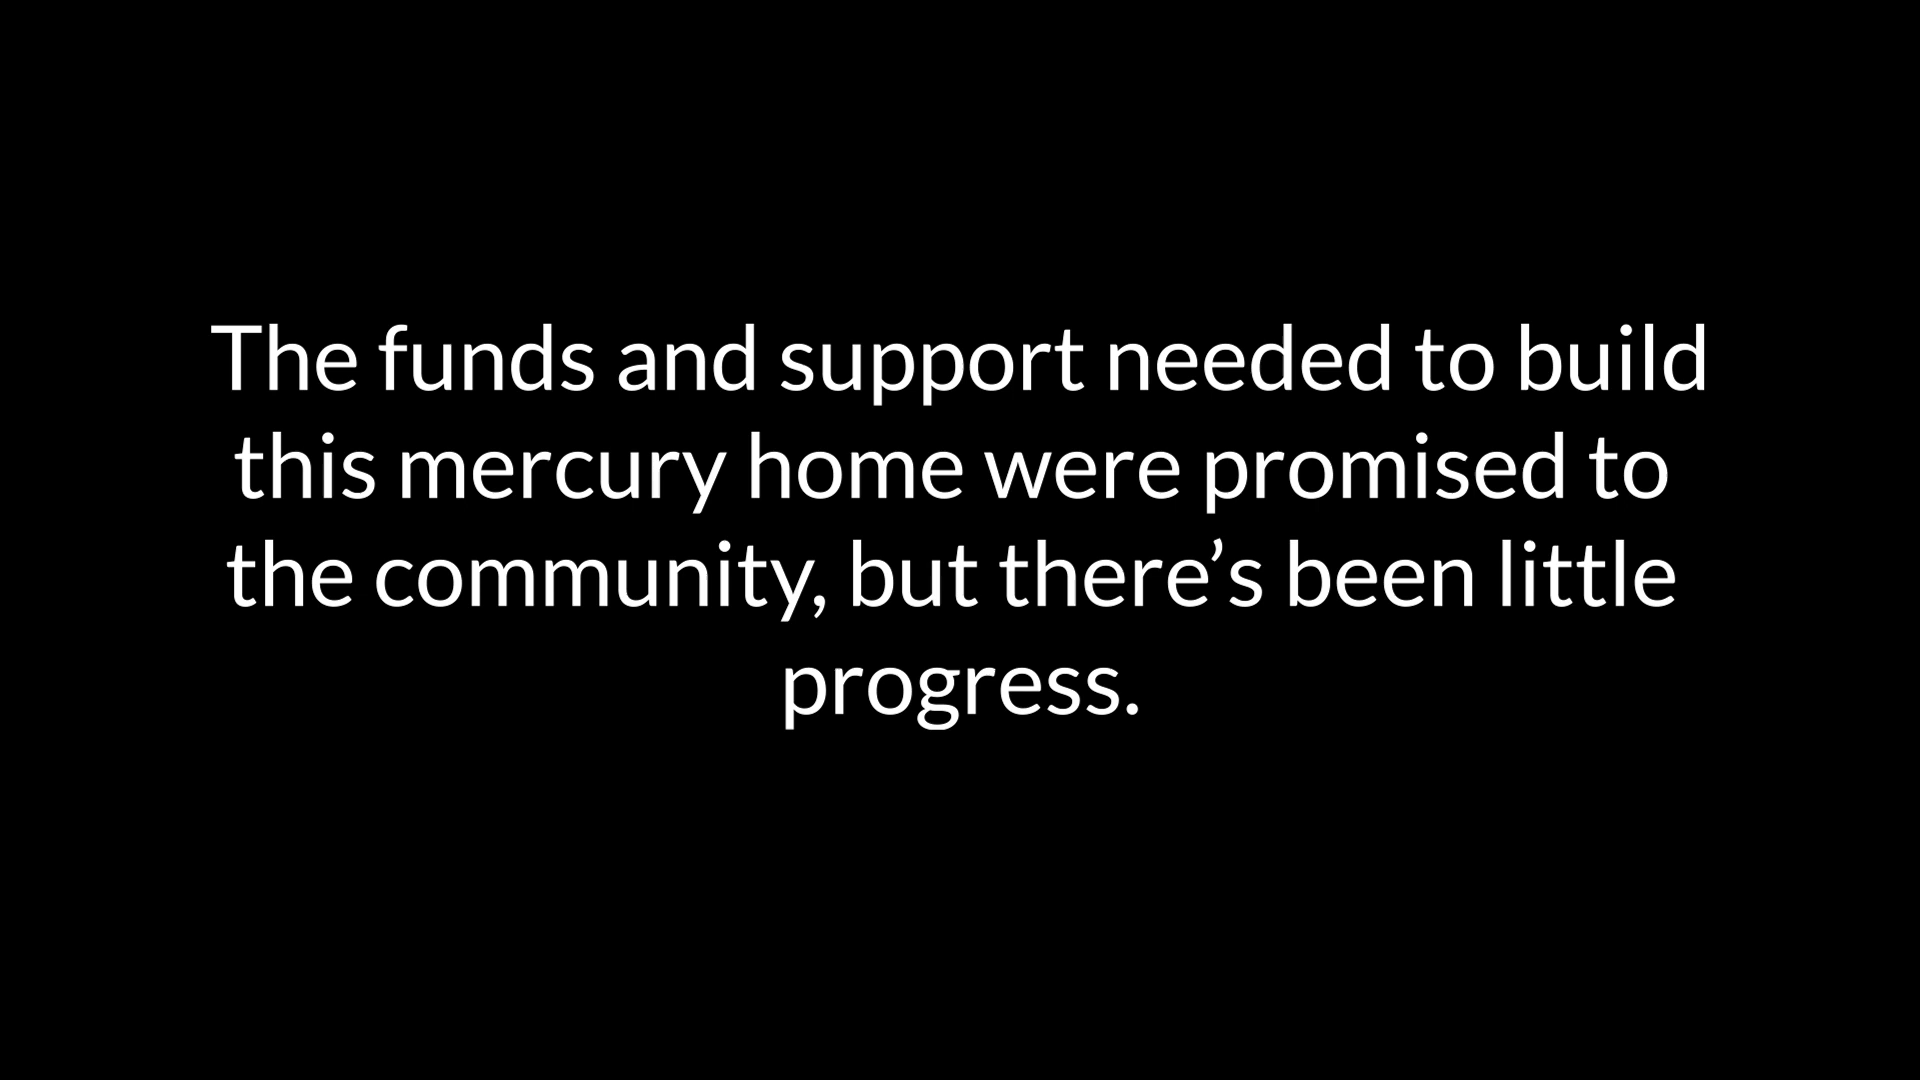 The funds and support needed to build
this mercury home were promised to
the community, but there’s been little
progress.